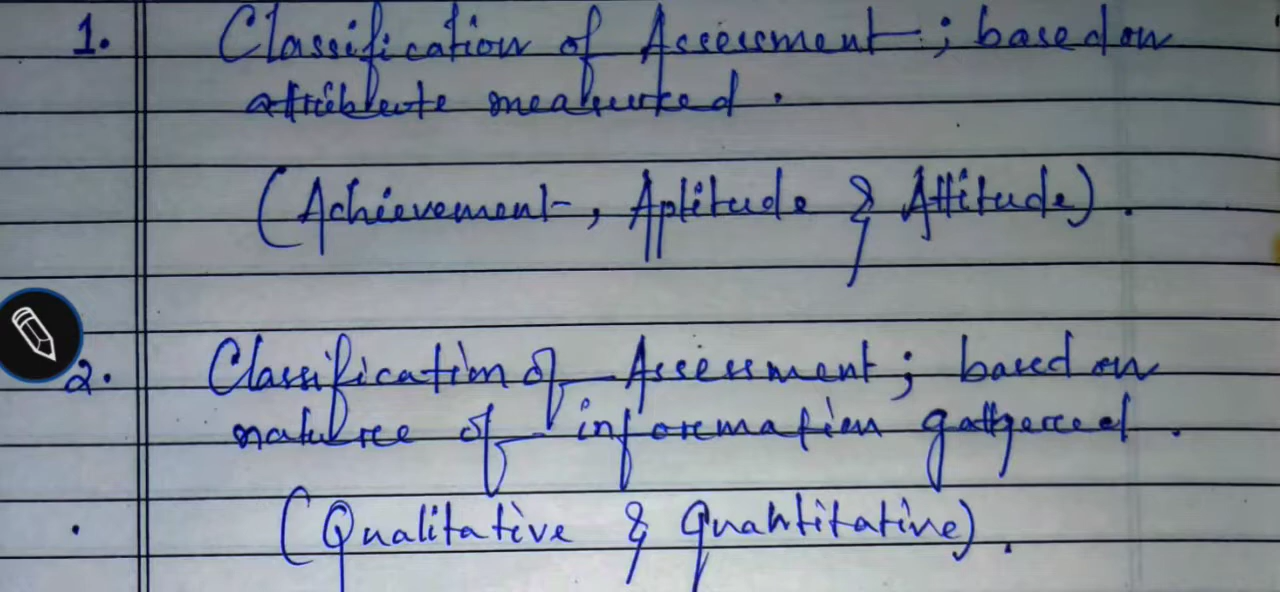 1. Classification of Assessment ; based on
attribute measured.
(Achievement, Aptitude & Attitude).
2. Classification of Assessment ; based on
nature of information gathered.
(Qualitative & Quantitative).